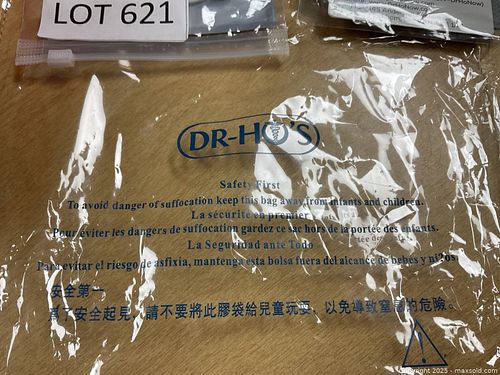 LOT 621
DR-HO'S
Safety First
To avoid danger of suffocation keep this bag away from infants and children.
La sécurité en premier
Pour éviter les dangers de suffocation gardez ce sac hors de la portée des enfants.
La Seguridad ante Todo
Para evitar el riesgo de asfixia, mantenga esta bolsa fuera del alcance de bebes y niños.
安全第一
為了安全起見，請不要將此膠袋給兒童玩耍，以免導致窒息的危險。
copyright 2025 - maxsold.com